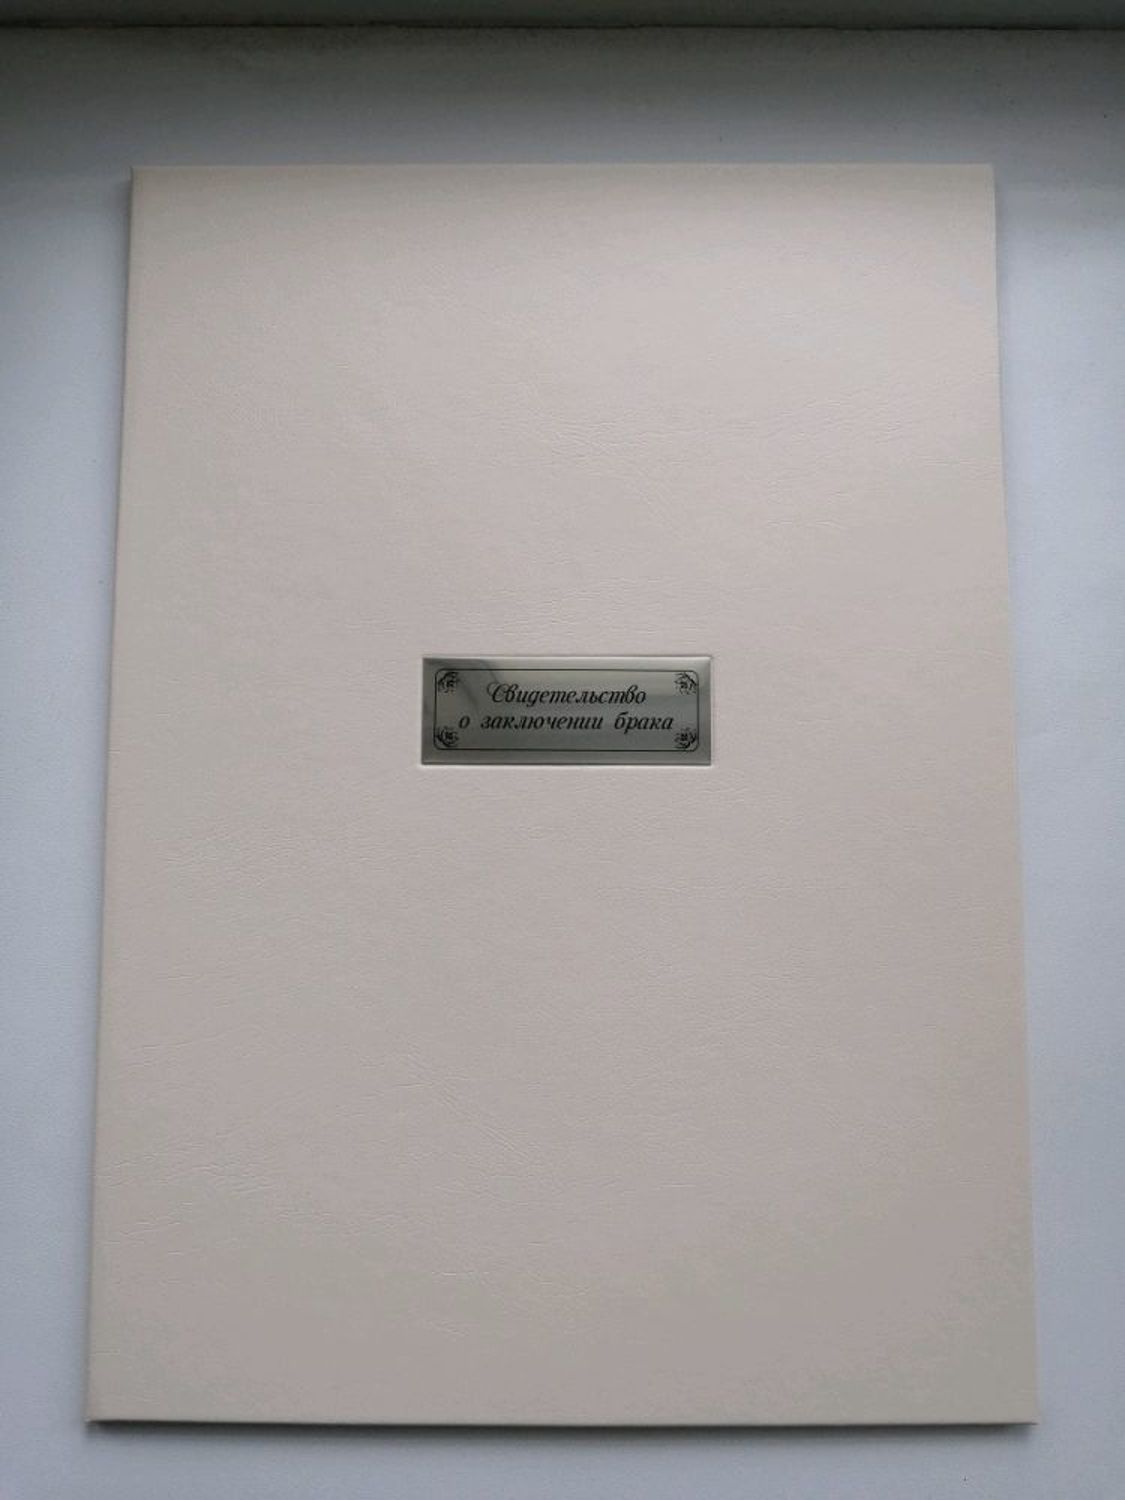 Свидетельство
о заключении брака